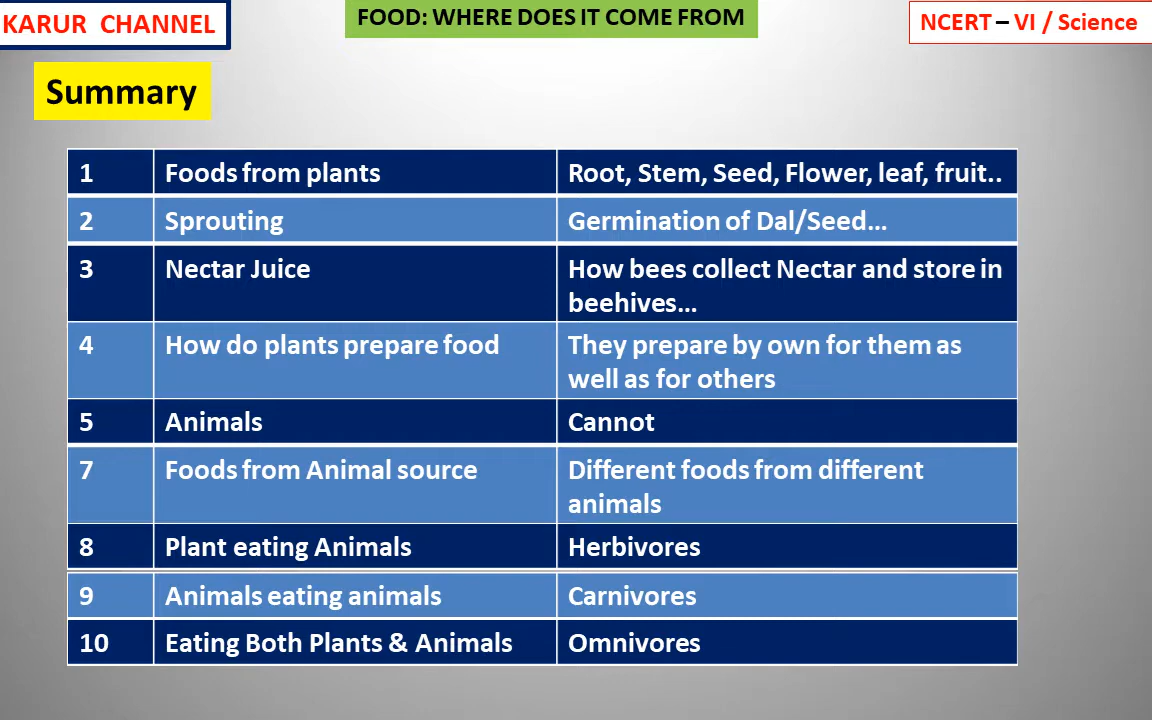 KARUR CHANNEL
FOOD: WHERE DOES IT COME FROM
NCERT – VI / Science
Summary
1 Foods from plants Root, Stem, Seed, Flower, leaf, fruit..
2 Sprouting Germination of Dal/Seed...
3 Nectar Juice How bees collect Nectar and store in
beehives...
4 How do plants prepare food They prepare by own for them as
well as for others
5 Animals Cannot
7 Foods from Animal source Different foods from different
animals
8 Plant eating Animals Herbivores
9 Animals eating animals Carnivores
10 Eating Both Plants & Animals Omnivores